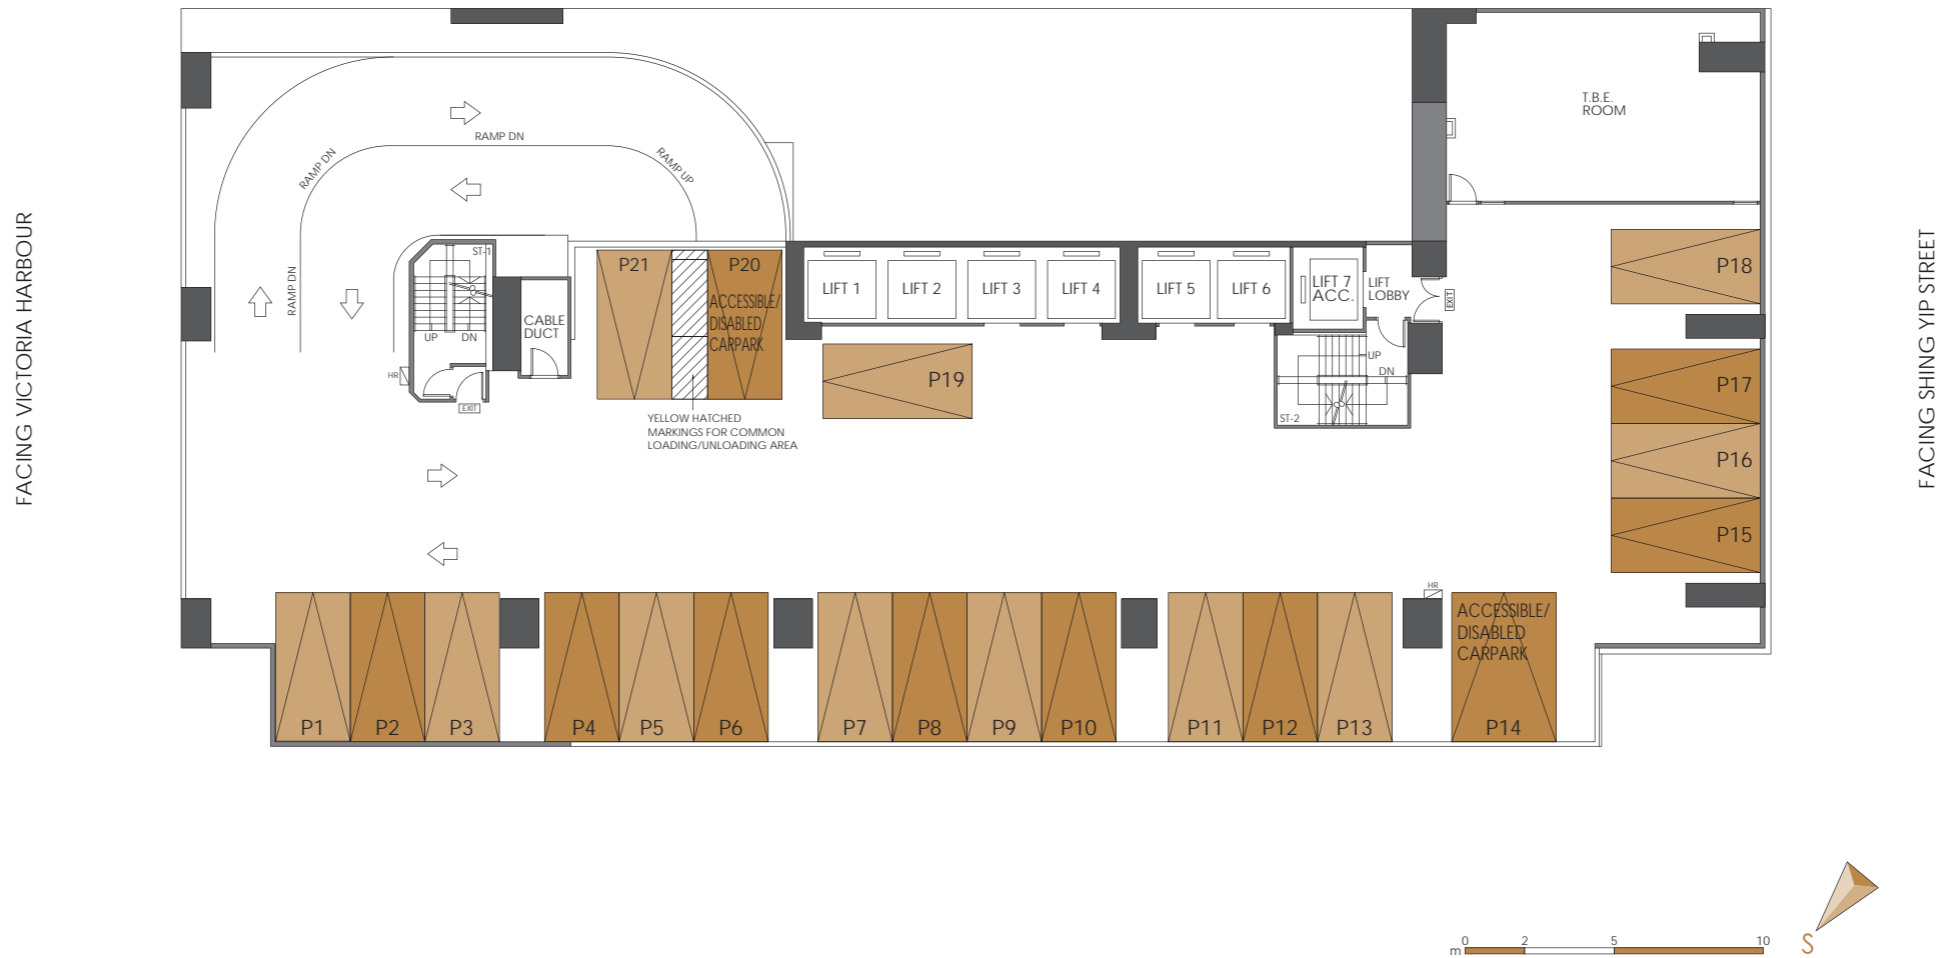 RAMP DN
RAMP DN
RAMP UP
RAMP DN
T.B.E.
ROOM
FACING VICTORIA HARBOUR
FACING SHING YIP STREET
ST-1
UP
DN
HR
EXIT
CABLE
DUCT
P21
P20
ACCESSIBLE/
DISABLED
CARPARK
YELLOW HATCHED
MARKINGS FOR COMMON
LOADING/UNLOADING AREA
LIFT 1
LIFT 2
LIFT 3
LIFT 4
LIFT 5
LIFT 6
LIFT 7
ACC.
LIFT
LOBBY
EXIT
UP
DN
ST-2
P19
P18
P17
P16
P15
HR
ACCESSIBLE/
DISABLED
CARPARK
P1
P2
P3
P4
P5
P6
P7
P8
P9
P10
P11
P12
P13
P14
m
0
2
5
10
S